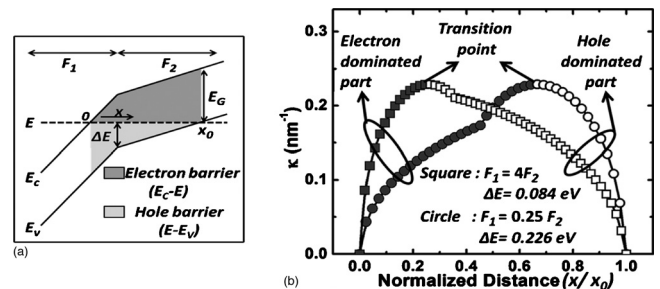 F1
F2
E
0
x
ΔE
x0
EG
Ec
Ev
Electron barrier
(EC-E)
Hole barrier
(E-EV)
(a)
0.3
0.2
0.1
0.0
κ (nm-1)
Electron
dominated
part
Transition
point
Hole
dominated
part
Square : F1 = 4F2
ΔE= 0.084 eV
Circle : F1 = 0.25 F2
ΔE= 0.226 eV
0.0 0.2 0.4 0.6 0.8 1.0
Normalized Distance (x/ x0)
(b)